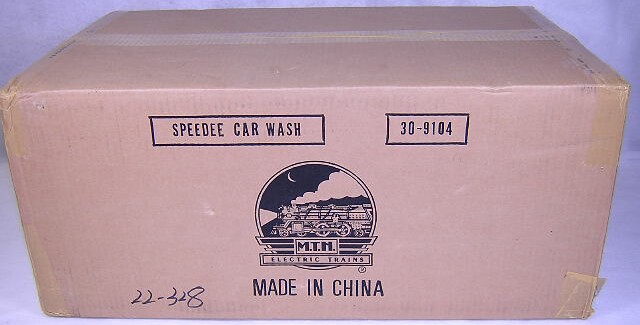 SPEEDEE CAR WASH 30-9104
M.T.H.
ELECTRIC TRAINS
®
MADE IN CHINA
22-328